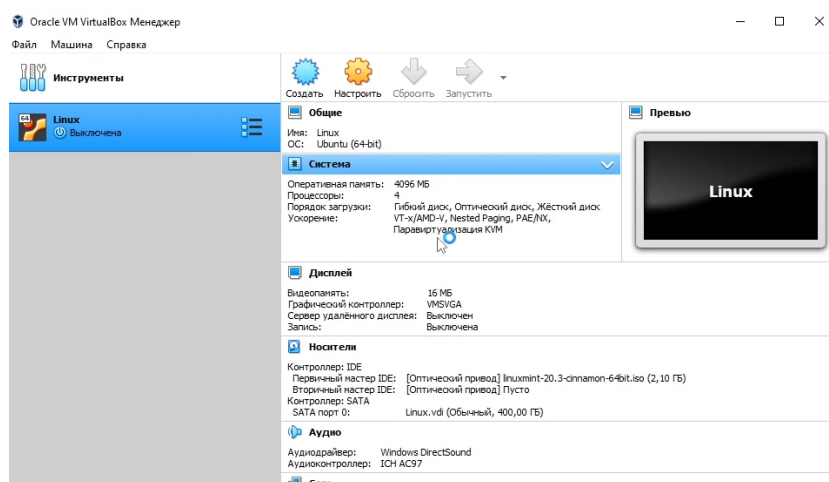 Oracle VM VirtualBox Менеджер
Файл Машина Справка
Инструменты
Создать Настроить Сбросить Запустить
64
Linux
Выключена
Общие
Имя: Linux
ОС: Ubuntu (64-bit)
Превью
Linux
Система
Оперативная память: 4096 МБ
Процессоры: 4
Порядок загрузки: Гибкий диск, Оптический диск, Жёсткий диск
Ускорение: VT-x/AMD-V, Nested Paging, PAE/NX,
Паравиртуализация KVM
Дисплей
Видеопамять: 16 МБ
Графический контроллер: VMSVGA
Сервер удалённого дисплея: Выключен
Запись: Выключена
Носители
Контроллер: IDE
Первичный мастер IDE: [Оптический привод] linuxmint-20.3-cinnamon-64bit.iso (2,10 ГБ)
Вторичный мастер IDE: [Оптический привод] Пусто
Контроллер: SATA
SATA порт 0: Linux.vdi (Обычный, 400,00 ГБ)
Аудио
Аудиодрайвер: Windows DirectSound
Аудиоконтроллер: ICH AC97